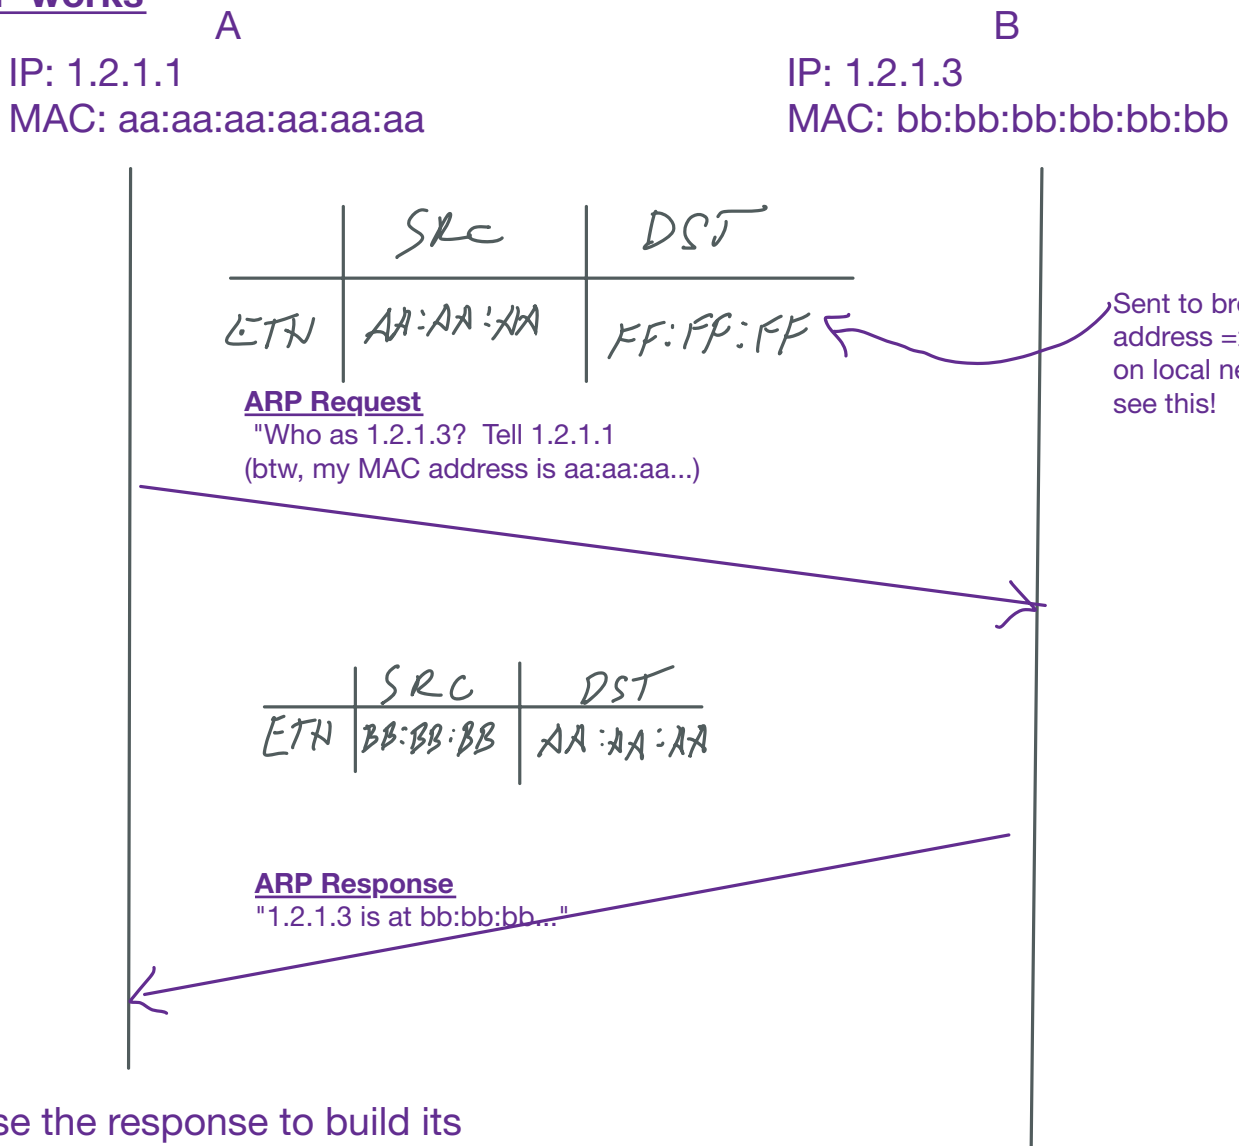 works
A
B
IP: 1.2.1.1
MAC: aa:aa:aa:aa:aa:aa
IP: 1.2.1.3
MAC: bb:bb:bb:bb:bb:bb
SRC DST
ETH AA:AA:AA FF:FF:FF
Sent to
address =
on local
see this!
ARP Request
"Who as 1.2.1.3? Tell 1.2.1.1
(btw, my MAC address is aa:aa:aa...)
SRC DST
ETH BB:BB:BB AA:AA:AA
ARP Response
"1.2.1.3 is at bb:bb:bb..."
the response to build its